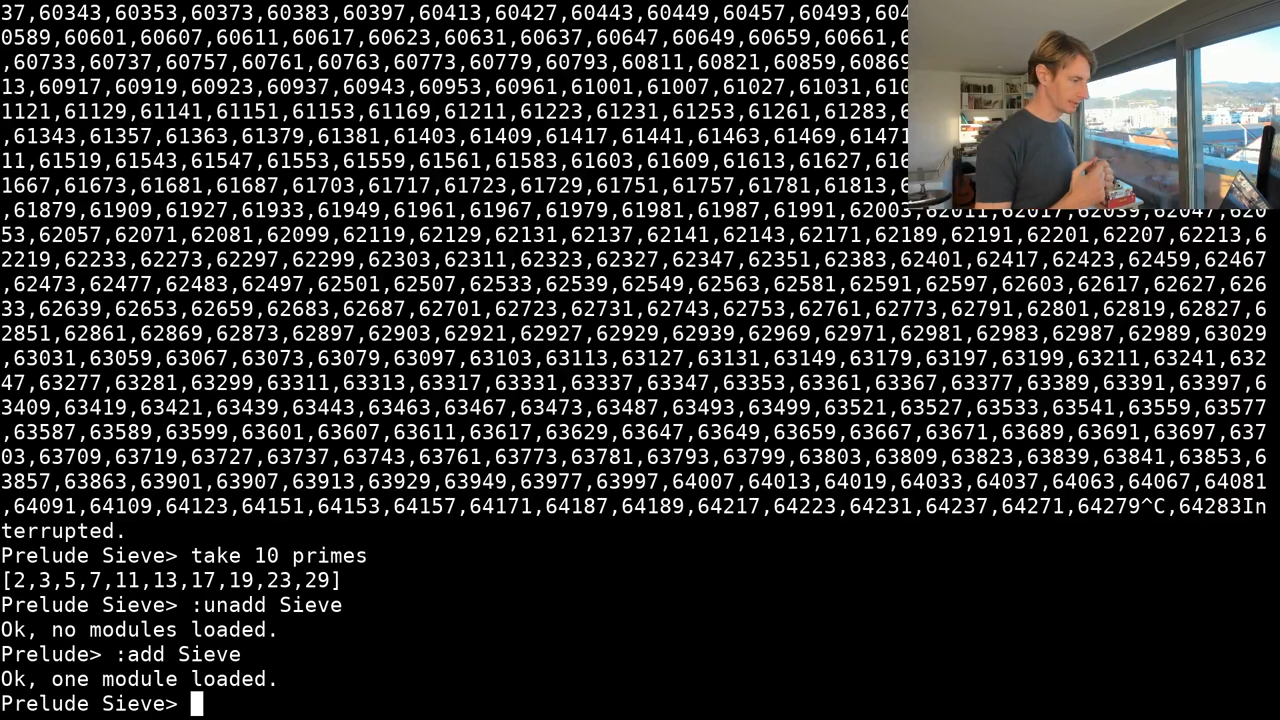 37,60343,60353,60373,60383,60397,60413,60427,60443,60449,60457,60493,604
0589,60601,60607,60611,60617,60623,60631,60637,60647,60649,60659,60661,6
,60733,60737,60757,60761,60763,60773,60779,60793,60811,60821,60859,60869
13,60917,60919,60923,60937,60943,60953,60961,61001,61007,61027,61031,610
1121,61129,61141,61151,61153,61169,61211,61223,61231,61253,61261,61283,6
,61343,61357,61363,61379,61381,61403,61409,61417,61441,61463,61469,61471
11,61519,61543,61547,61553,61559,61561,61583,61603,61609,61613,61627,616
1667,61673,61681,61687,61703,61717,61723,61729,61751,61757,61781,61813,6
,61879,61909,61927,61933,61949,61961,61967,61979,61981,61987,61991,62003,62011,62017,62039,62047,620
53,62057,62071,62081,62099,62119,62129,62131,62137,62141,62143,62171,62189,62191,62201,62207,62213,6
2219,62233,62273,62297,62299,62303,62311,62323,62327,62347,62351,62383,62401,62417,62423,62459,62467
,62473,62477,62483,62497,62501,62507,62533,62539,62549,62563,62581,62591,62597,62603,62617,62627,626
33,62639,62653,62659,62683,62687,62701,62723,62731,62743,62753,62761,62773,62791,62801,62819,62827,6
2851,62861,62869,62873,62897,62903,62921,62927,62929,62939,62969,62971,62981,62983,62987,62989,63029
,63031,63059,63067,63073,63079,63097,63103,63113,63127,63131,63149,63179,63197,63199,63211,63241,632
47,63277,63281,63299,63311,63313,63317,63331,63337,63347,63353,63361,63367,63377,63389,63391,63397,6
3409,63419,63421,63439,63443,63463,63467,63473,63487,63493,63499,63521,63527,63533,63541,63559,63577
,63587,63589,63599,63601,63607,63611,63617,63629,63647,63649,63659,63667,63671,63689,63691,63697,637
03,63709,63719,63727,63737,63743,63761,63773,63781,63793,63799,63803,63809,63823,63839,63841,63853,6
3857,63863,63901,63907,63913,63929,63949,63977,63997,64007,64013,64019,64033,64037,64063,64067,64081
,64091,64109,64123,64151,64153,64157,64171,64187,64189,64217,64223,64231,64237,64271,64279^C,64283In
terrupted.
Prelude Sieve> take 10 primes
[2,3,5,7,11,13,17,19,23,29]
Prelude Sieve> :unadd Sieve
Ok, no modules loaded.
Prelude> :add Sieve
Ok, one module loaded.
Prelude Sieve>